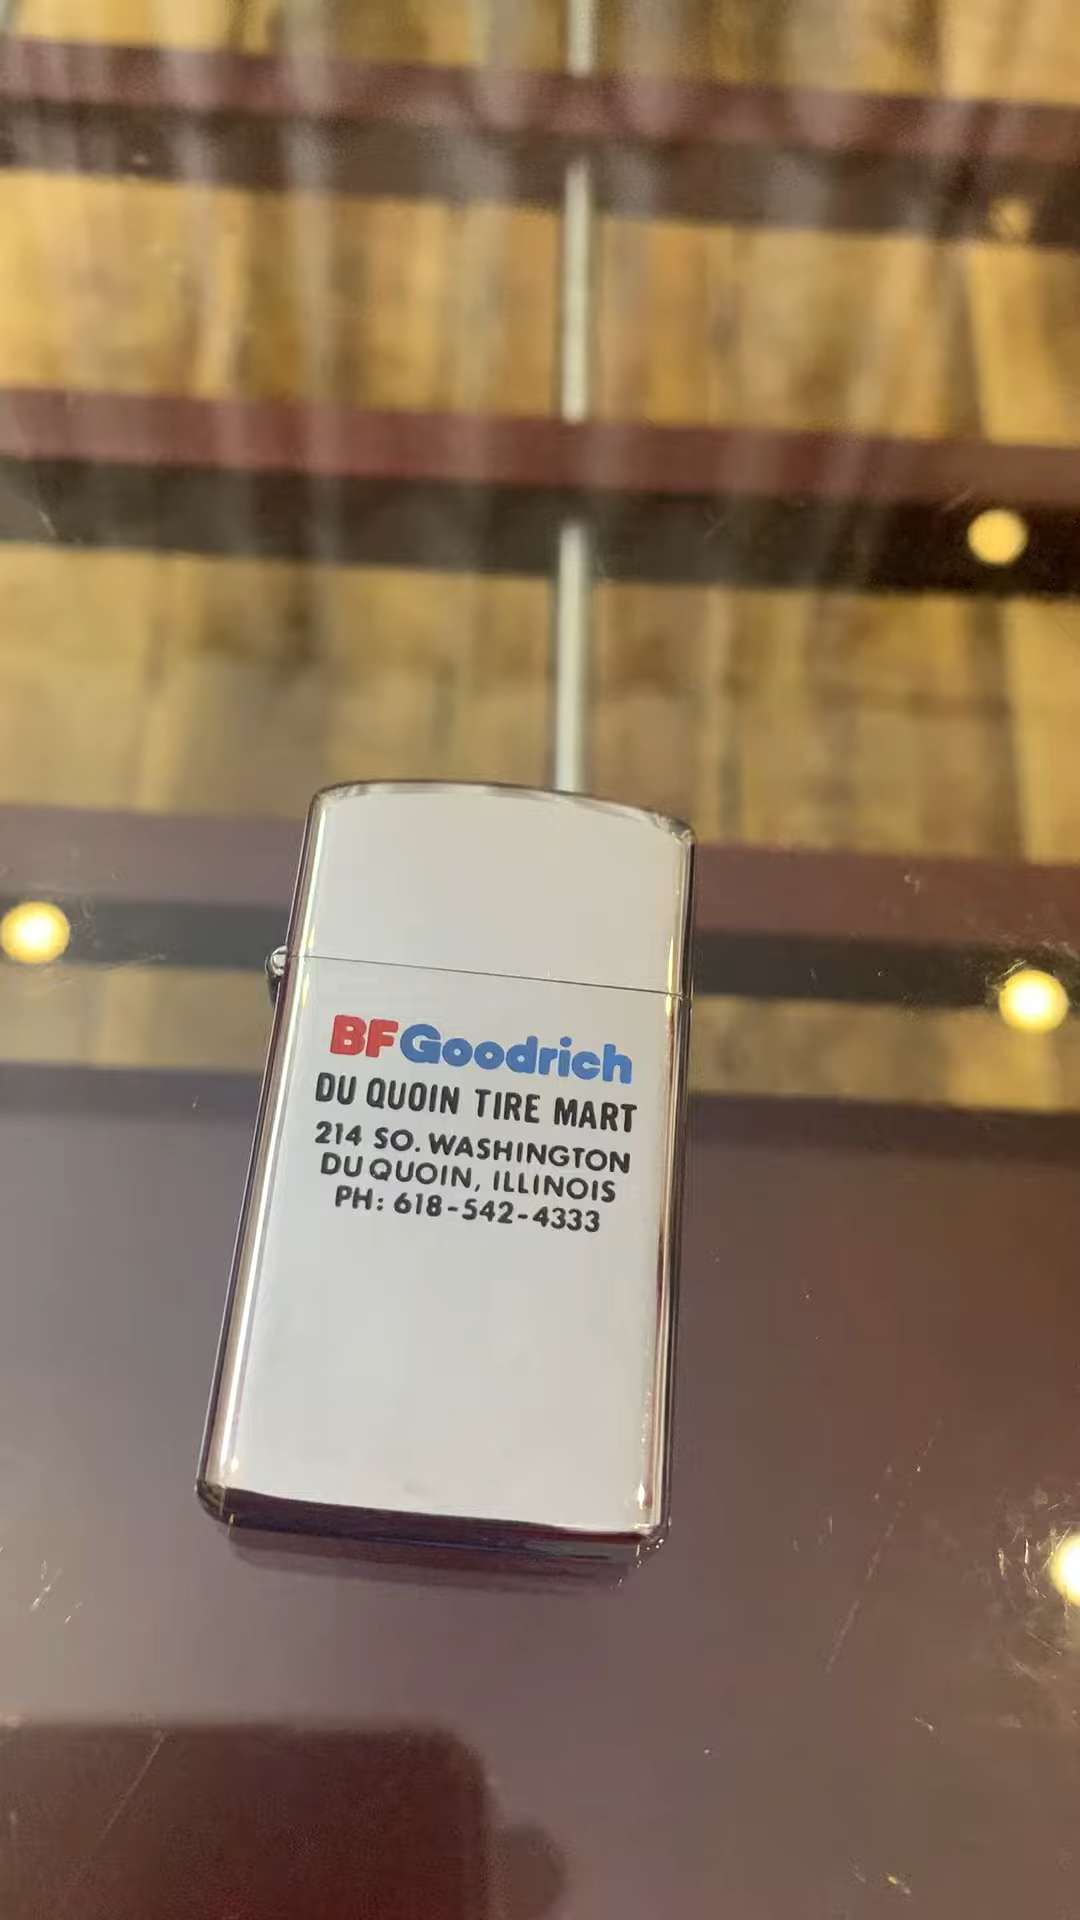 BFGoodrich
DU QUOIN TIRE MART
214 SO. WASHINGTON
DU QUOIN, ILLINOIS
PH: 618-542-4333